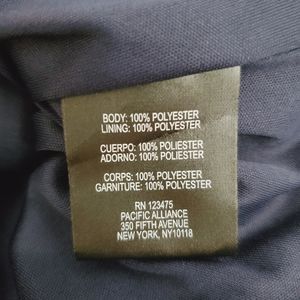 BODY: 100% POLYESTER
LINING: 100% POLYESTER
CUERPO: 100% POLIESTER
ADORNO: 100% POLIESTER
CORPS: 100% POLYESTER
GARNITURE: 100% POLYESTER
RN 123475
PACIFIC ALLIANCE
350 FIFTH AVENUE
NEW YORK, NY10118